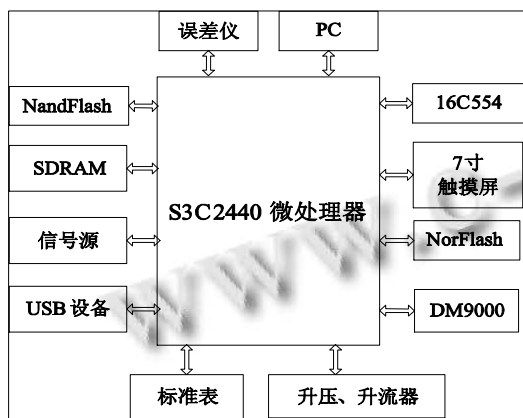 误差仪
PC
NandFlash
16C554
SDRAM
7寸
触摸屏
S3C2440 微处理器
信号源
NorFlash
USB 设备
DM9000
标准表
升压、升流器